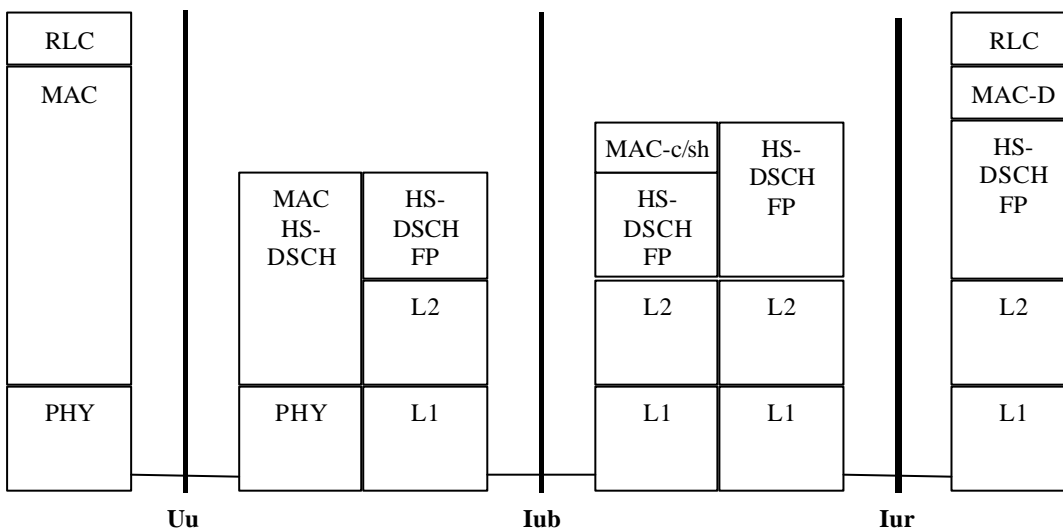 RLC
MAC
PHY
MAC
HS-
DSCH
PHY
HS-
DSCH
FP
L2
L1
MAC-c/sh
HS-
DSCH
FP
L2
L1
HS-
DSCH
FP
L2
L1
RLC
MAC-D
HS-
DSCH
FP
L2
L1
Uu
Iub
Iur